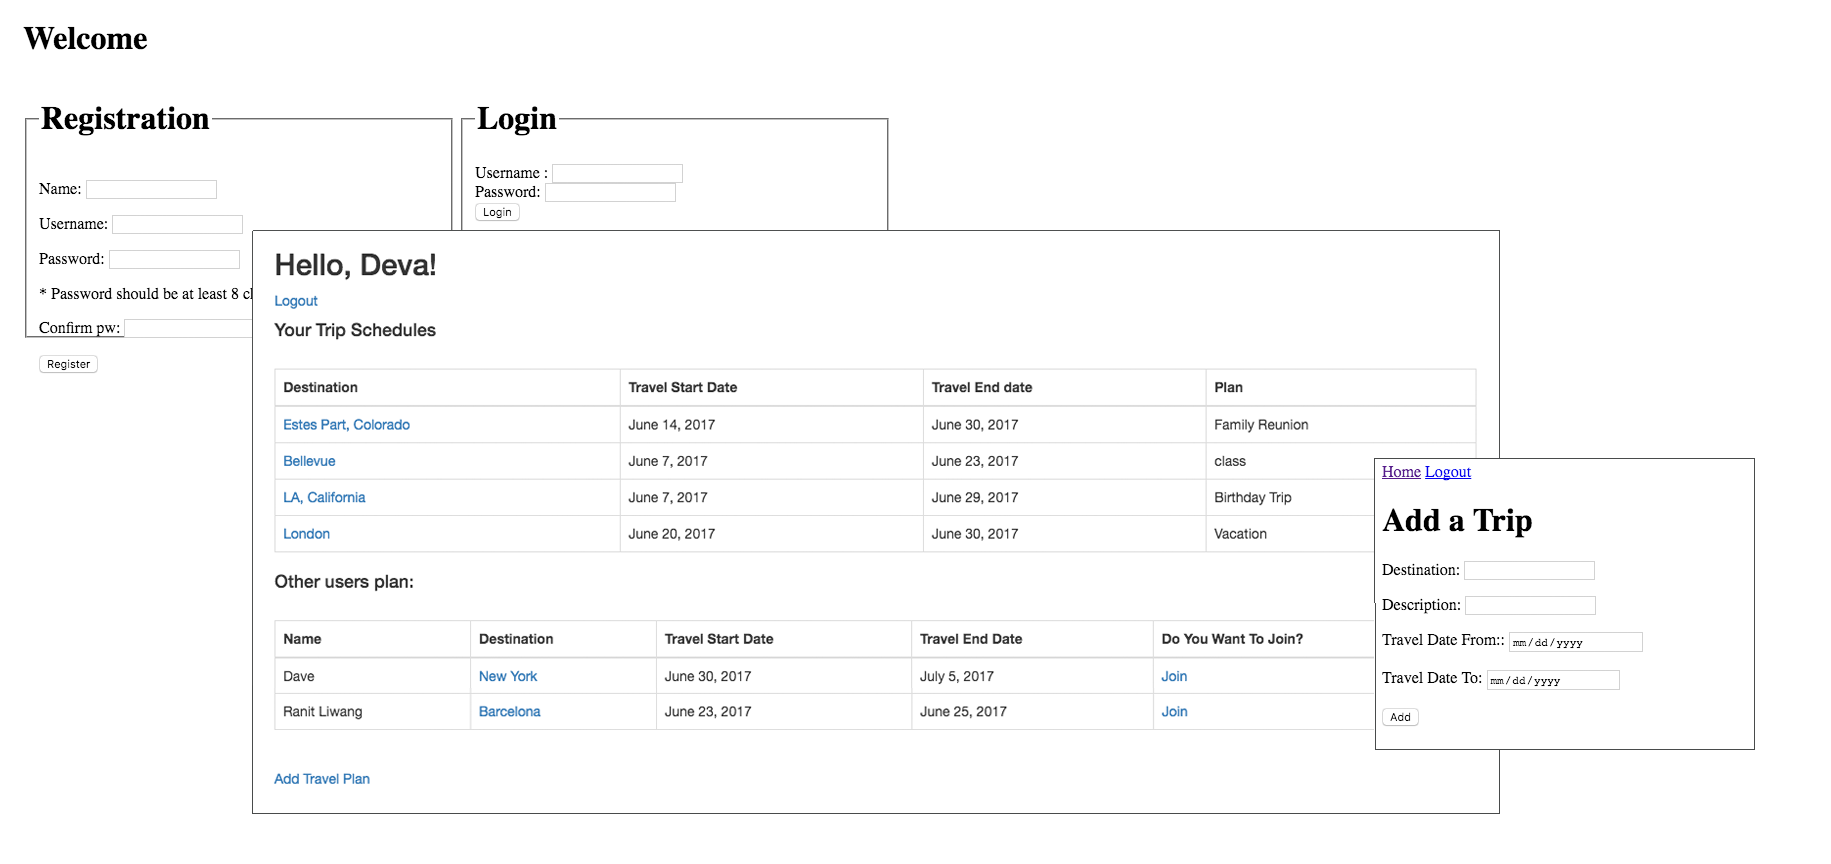 Welcome
Registration
Name:
Username:
Password:
* Password should be at least 8
Confirm pw:
Register
Login
Username :
Password:
Login
Hello, Deva!
Logout
Your Trip Schedules
Destination Travel Start Date Travel End date Plan
Estes Part, Colorado June 14, 2017 June 30, 2017 Family Reunion
Bellevue June 7, 2017 June 23, 2017 class
LA, California June 7, 2017 June 29, 2017 Birthday Trip
London June 20, 2017 June 30, 2017 Vacation
Other users plan:
Name Destination Travel Start Date Travel End Date Do You Want To Join?
Dave New York June 30, 2017 July 5, 2017 Join
Ranit Liwang Barcelona June 23, 2017 June 25, 2017 Join
Add Travel Plan
Home Logout
Add a Trip
Destination:
Description:
Travel Date From:: mm/dd/yyyy
Travel Date To: mm/dd/yyyy
Add